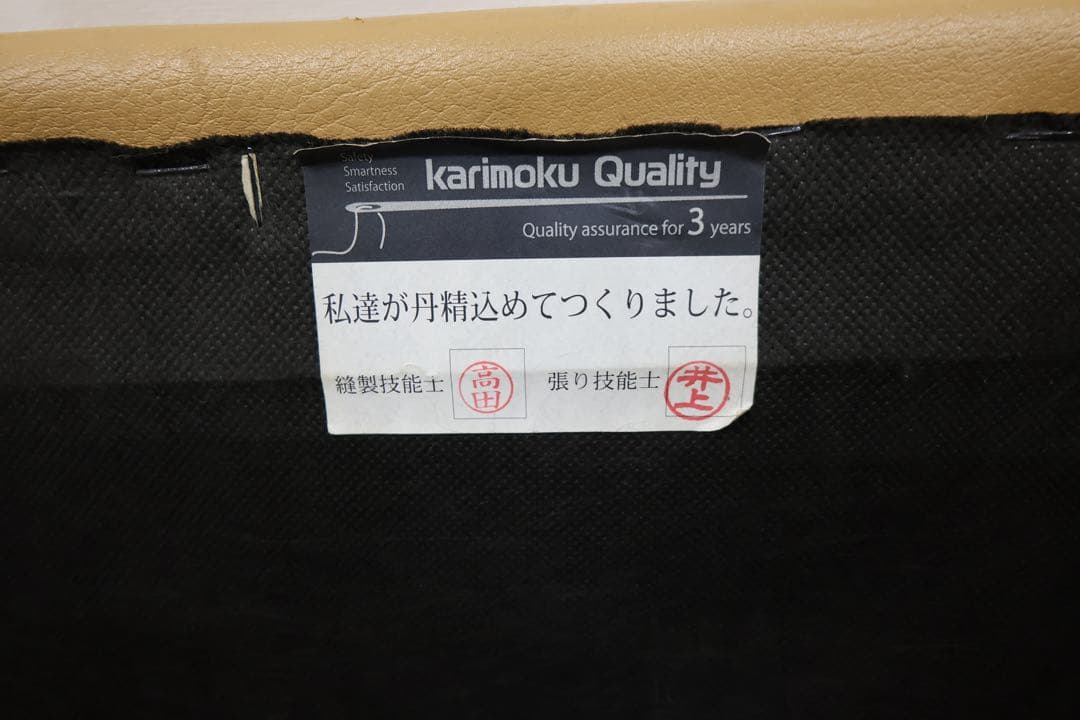 Safety
Smartness
Satisfaction
karimoku Quality
Quality assurance for 3 years
私達が丹精込めてつくりました。
縫製技能士 高田 張り技能士 井上